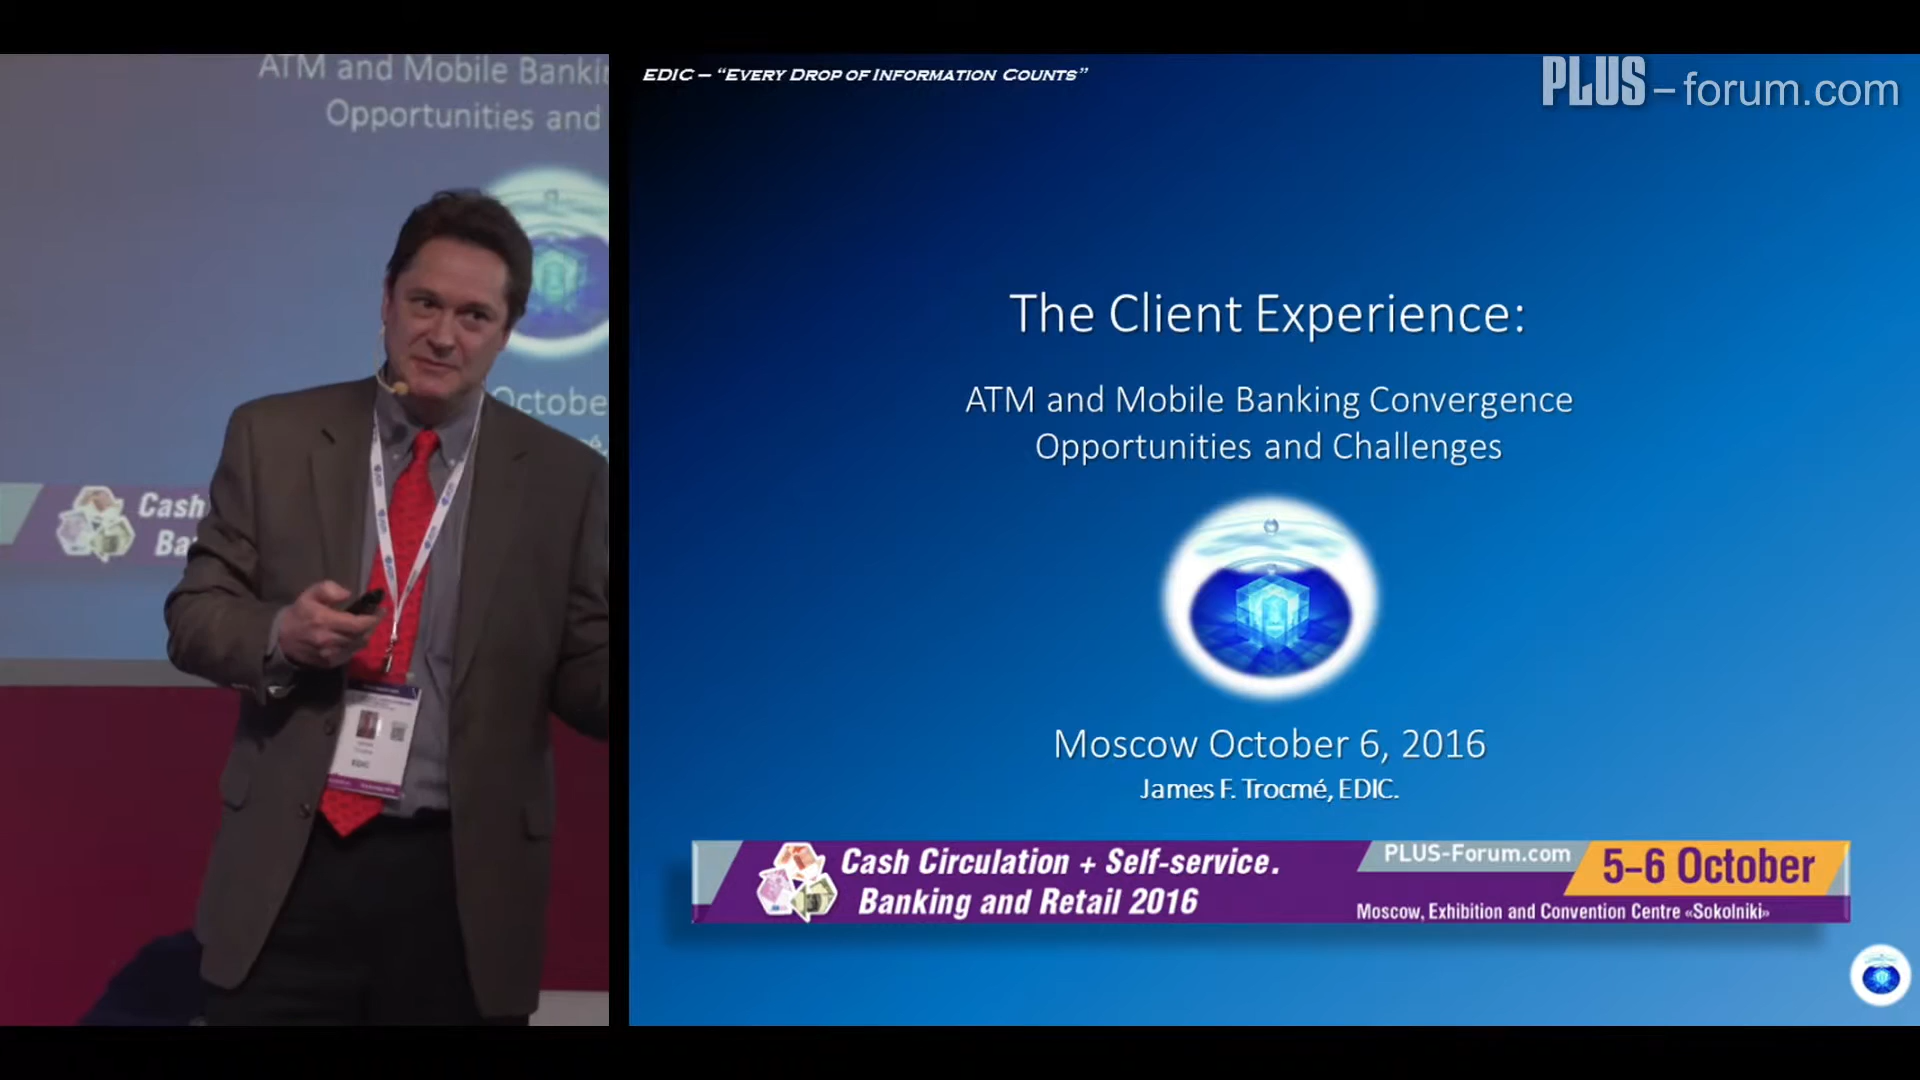 ATM and Mobile Banki
Opportunities and
Octobe
Cash
Ba
EDIC
EDIC – “Every Drop of Information Counts”
PLUS – forum.com
The Client Experience:
ATM and Mobile Banking Convergence
Opportunities and Challenges
Moscow October 6, 2016
James F. Trocmé, EDIC.
Cash Circulation + Self-service.
Banking and Retail 2016
PLUS-Forum.com
5–6 October
Moscow, Exhibition and Convention Centre «Sokolniki»